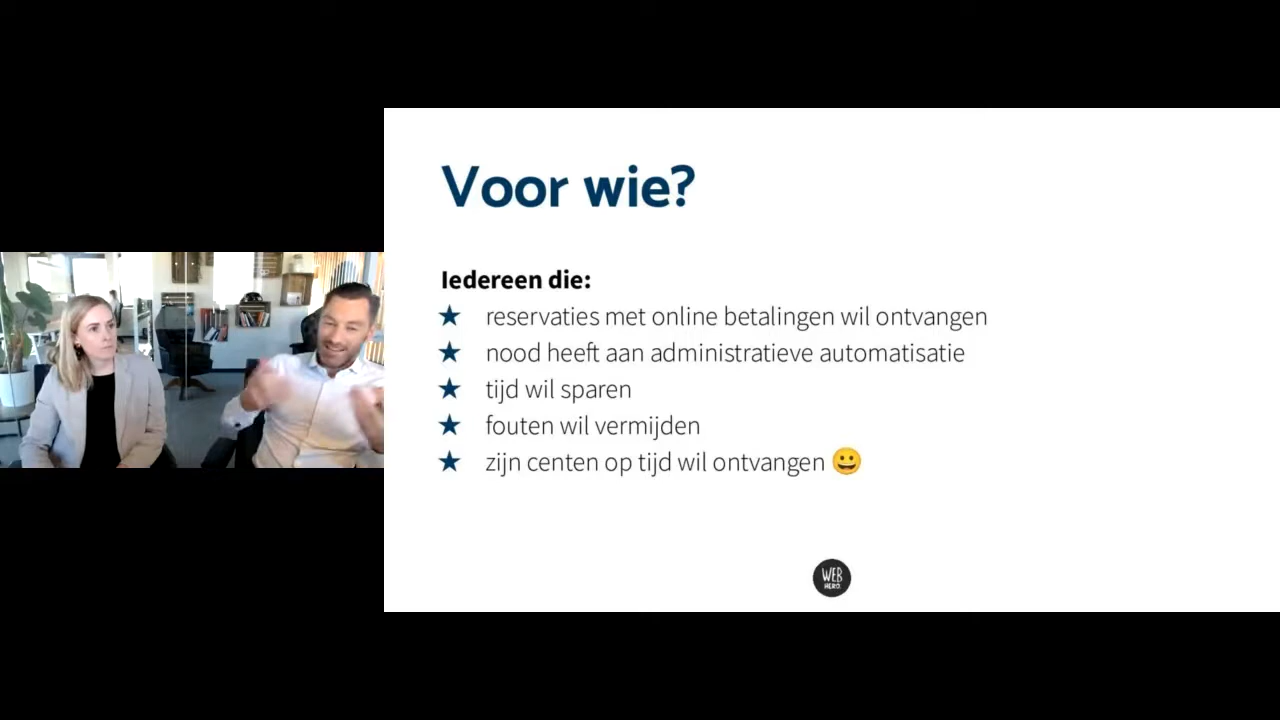 Voor wie?
Iedereen die:
★ reservaties met online betalingen wil ontvangen
★ nood heeft aan administratieve automatisatie
★ tijd wil sparen
★ fouten wil vermijden
★ zijn centen op tijd wil ontvangen 😀
WEB
HERO